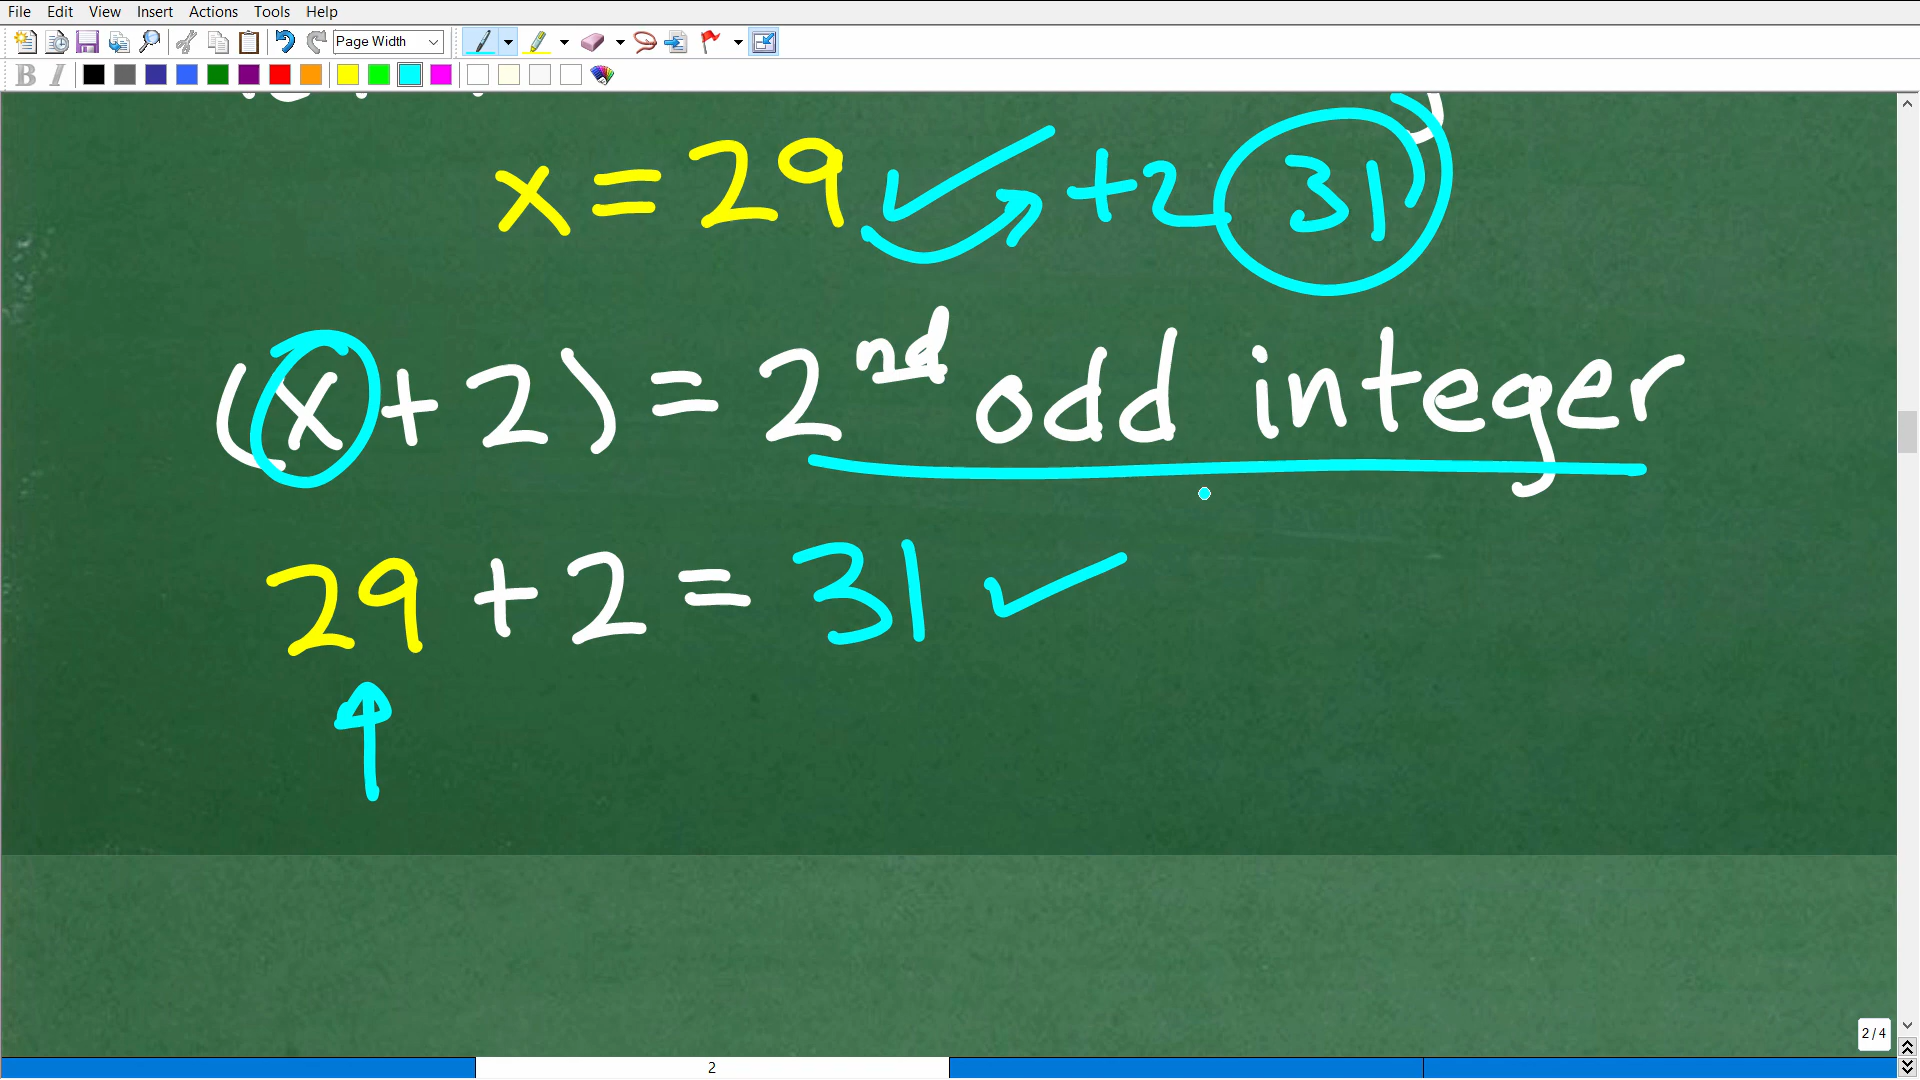 File Edit View Insert Actions Tools Help
Page Width
B I
x = 29 +2 31
(x + 2) = 2nd odd integer
29 + 2 = 31
2 / 4
2